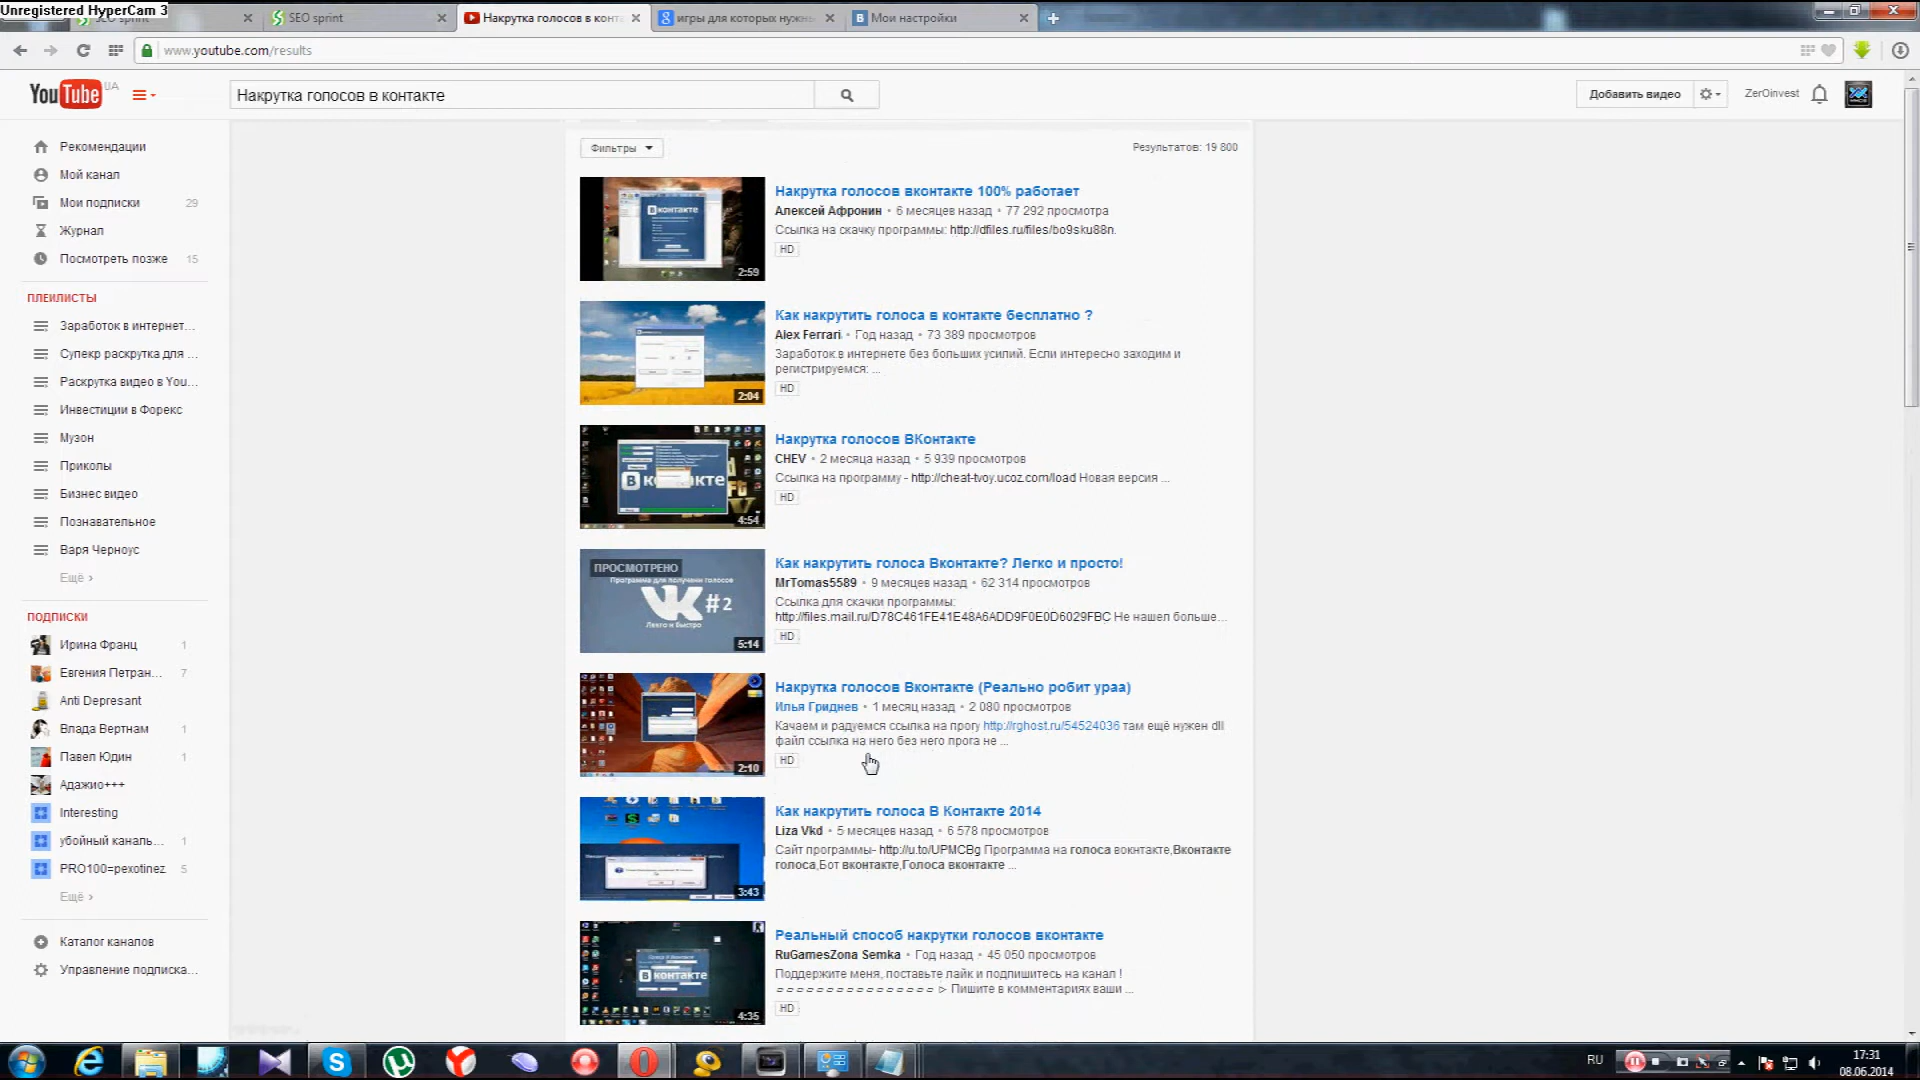 Unregistered HyperCam 3
SEO sprint
SEO sprint
Накрутка голосов в конта
игры для которых нужн
Мои настройки
www.youtube.com/results
YouTube UA
Накрутка голосов в контакте
Добавить видео
ZerOinvest
Рекомендации
Мой канал
Мои подписки 29
Журнал
Посмотреть позже 15
ПЛЕЙЛИСТЫ
Заработок в интернет...
Супекр раскрутка для ...
Раскрутка видео в You...
Инвестиции в Форекс
Музон
Приколы
Бизнес видео
Познавательное
Варя Черноус
Ещё ›
ПОДПИСКИ
Ирина Франц 1
Евгения Петран... 7
Anti Depresant
Влада Вертнам 1
Павел Юдин 1
Адажио+++
Interesting
убойный каналь... 1
PRO100=pexotinez 5
Ещё ›
Каталог каналов
Управление подписка...
Фильтры
Результатов: 19 800
Вконтакте
2:59
Накрутка голосов вконтакте 100% работает
Алексей Афронин • 6 месяцев назад • 77 292 просмотра
Ссылка на скачку программы: http://dfiles.ru/files/bo9sku88n.
HD
2:04
Как накрутить голоса в контакте бесплатно ?
Alex Ferrari • Год назад • 73 389 просмотров
Заработок в интернете без больших усилий. Если интересно заходим и
регистрируемся: ...
HD
4:54
Накрутка голосов ВКонтакте
CHEV • 2 месяца назад • 5 939 просмотров
Ссылка на программу - http://cheat-tvoy.ucoz.com/load Новая версия ...
HD
ПРОСМОТРЕНО
Программа для получени голосов
VK #2
Легко и быстро
5:14
Как накрутить голоса Вконтакте? Легко и просто!
MrTomas5589 • 9 месяцев назад • 62 314 просмотров
Ссылка для скачки программы:
http://files.mail.ru/D78C461FE41E48A6ADD9F0E0D6029FBC Не нашел больше...
HD
2:10
Накрутка голосов Вконтакте (Реально робит ураа)
Илья Гриднев • 1 месяц назад • 2 080 просмотров
Качаем и радуемся ссылка на прогу http://rghost.ru/54524036 там ещё нужен dll
файл ссылка на него без него прога не ...
HD
3:43
Как накрутить голоса В Контакте 2014
Liza Vkd • 5 месяцев назад • 6 578 просмотров
Сайт программы- http://u.to/UPMCBg Программа на голоса вокнтакте,Вконтакте
голоса,Бот вконтакте,Голоса вконтакте ...
Вконтакте
4:35
Реальный способ накрутки голосов вконтакте
RuGamesZona Semka • Год назад • 45 050 просмотров
Поддержите меня, поставьте лайк и подпишитесь на канал !
= = = = = = = = = = = = = = = ⊳ Пишите в комментариях ваши ...
HD
RU
17:31
08.06.2014